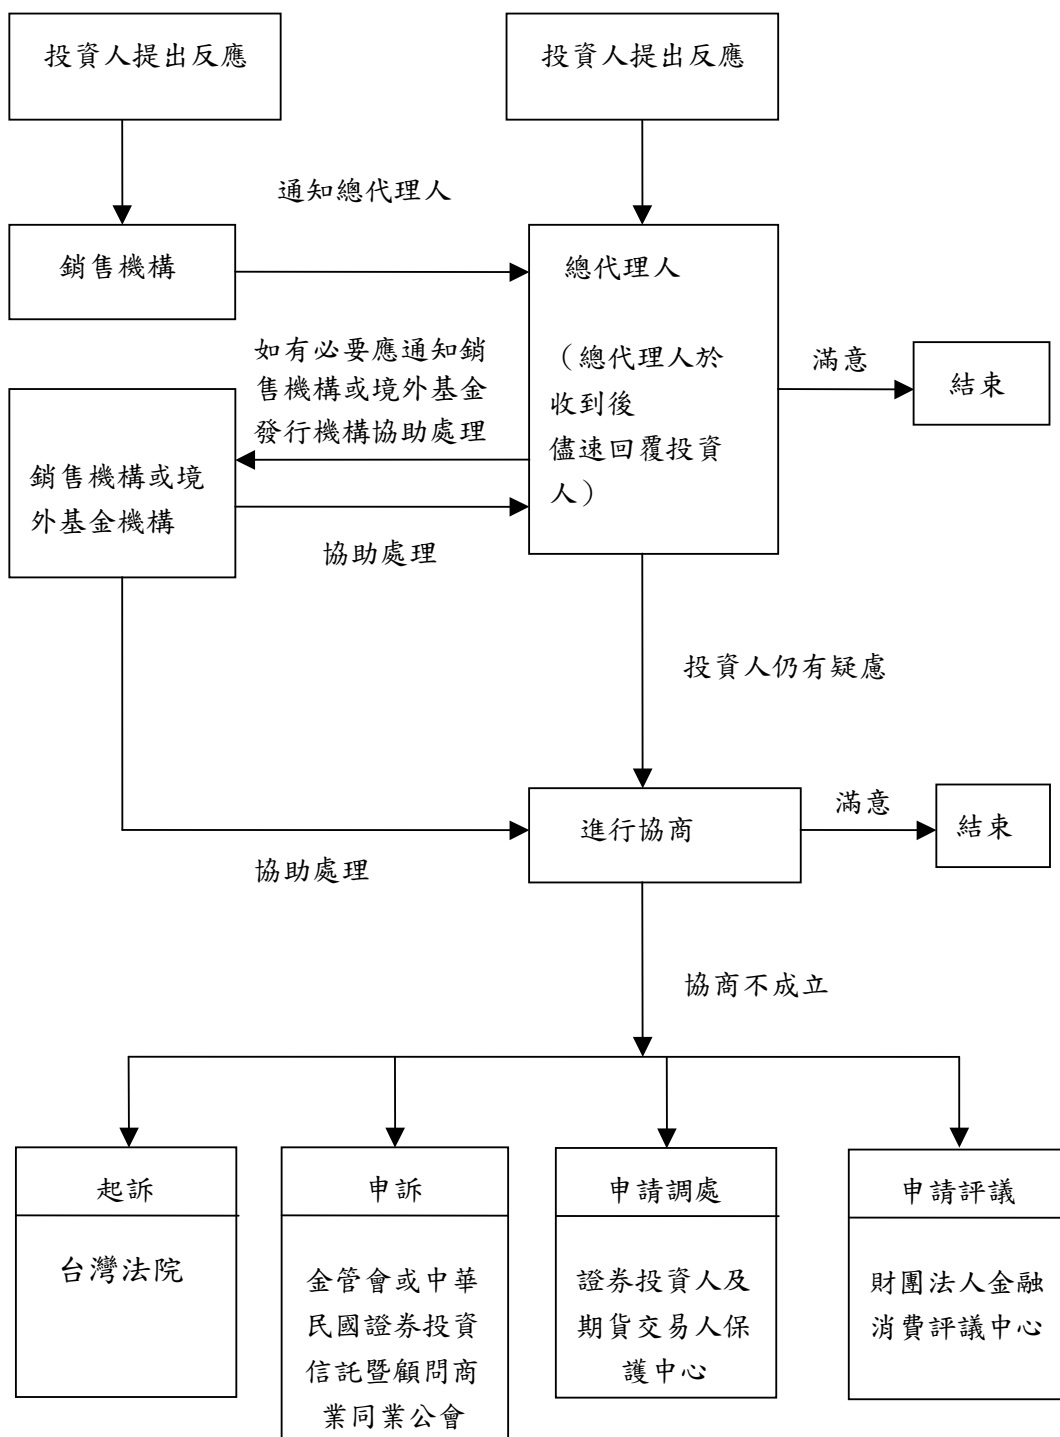 投資人提出反應
投資人提出反應
通知總代理人
銷售機構
總代理人
（總代理人於
收到後
儘速回覆投資
人）
滿意
結束
如有必要應通知銷
售機構或境外基金
發行機構協助處理
銷售機構或境
外基金機構
協助處理
投資人仍有疑慮
進行協商
滿意
結束
協助處理
協商不成立
起訴
台灣法院
申訴
金管會或中華
民國證券投資
信託暨顧問商
業同業公會
申請調處
證券投資人及
期貨交易人保
護中心
申請評議
財團法人金融
消費評議中心